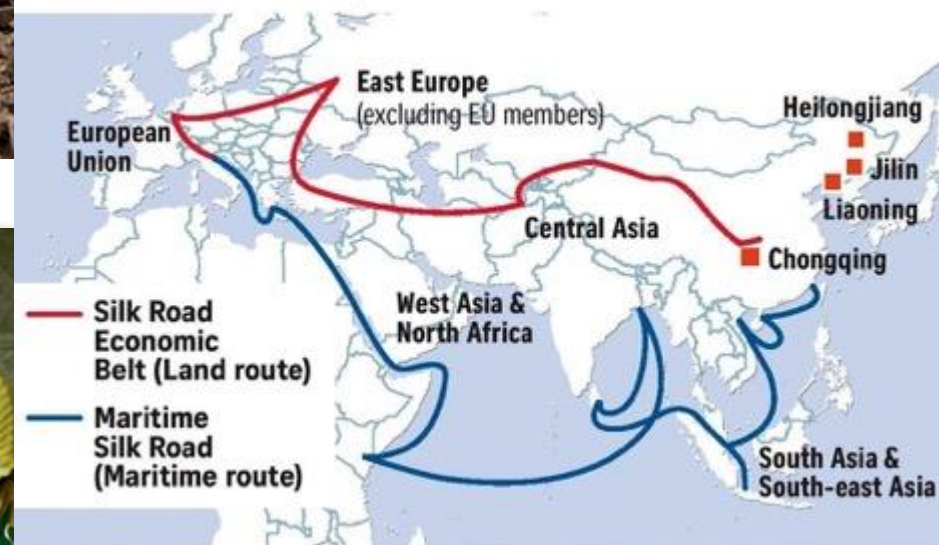 East Europe
(excluding EU members)
European
Union
Heilongjiang
Jilin
Liaoning
Central Asia
Chongqing
West Asia &
North Africa
Silk Road
Economic
Belt (Land route)
Maritime
Silk Road
(Maritime route)
South Asia &
South-east Asia